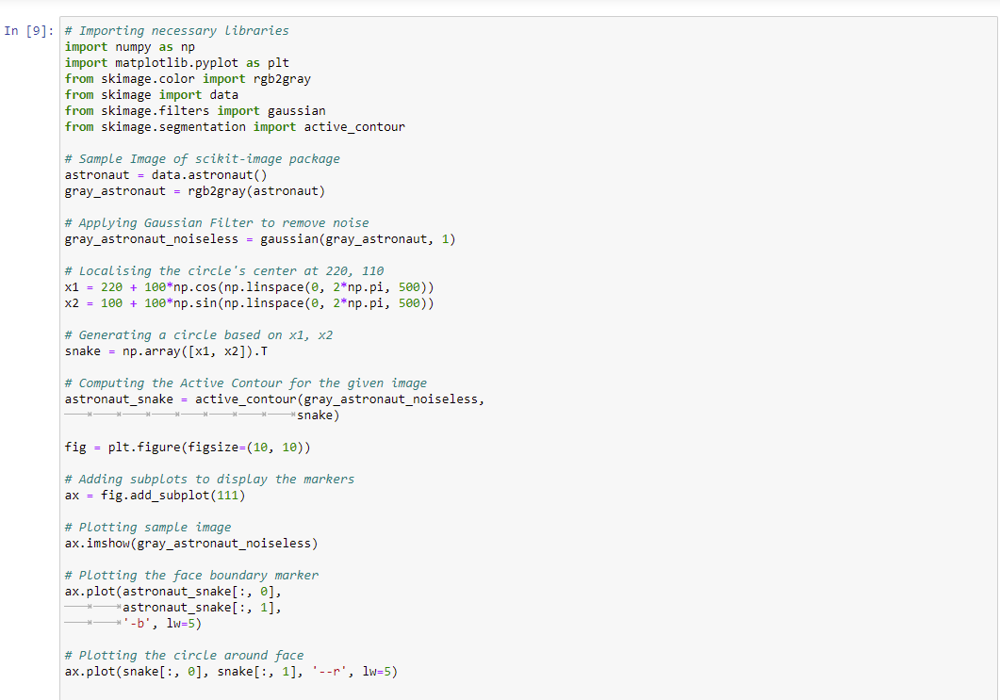 In [9]: # Importing necessary libraries
import numpy as np
import matplotlib.pyplot as plt
from skimage.color import rgb2gray
from skimage import data
from skimage.filters import gaussian
from skimage.segmentation import active_contour
# Sample Image of scikit-image package
astronaut = data.astronaut()
gray_astronaut = rgb2gray(astronaut)
# Applying Gaussian Filter to remove noise
gray_astronaut_noiseless = gaussian(gray_astronaut, 1)
# Localising the circle's center at 220, 110
x1 = 220 + 100*np.cos(np.linspace(0, 2*np.pi, 500))
x2 = 100 + 100*np.sin(np.linspace(0, 2*np.pi, 500))
# Generating a circle based on x1, x2
snake = np.array([x1, x2]).T
# Computing the Active Contour for the given image
astronaut_snake = active_contour(gray_astronaut_noiseless,
snake)
fig = plt.figure(figsize=(10, 10))
# Adding subplots to display the markers
ax = fig.add_subplot(111)
# Plotting sample image
ax.imshow(gray_astronaut_noiseless)
# Plotting the face boundary marker
ax.plot(astronaut_snake[:, 0],
astronaut_snake[:, 1],
'-b', lw=5)
# Plotting the circle around face
ax.plot(snake[:, 0], snake[:, 1], '--r', lw=5)